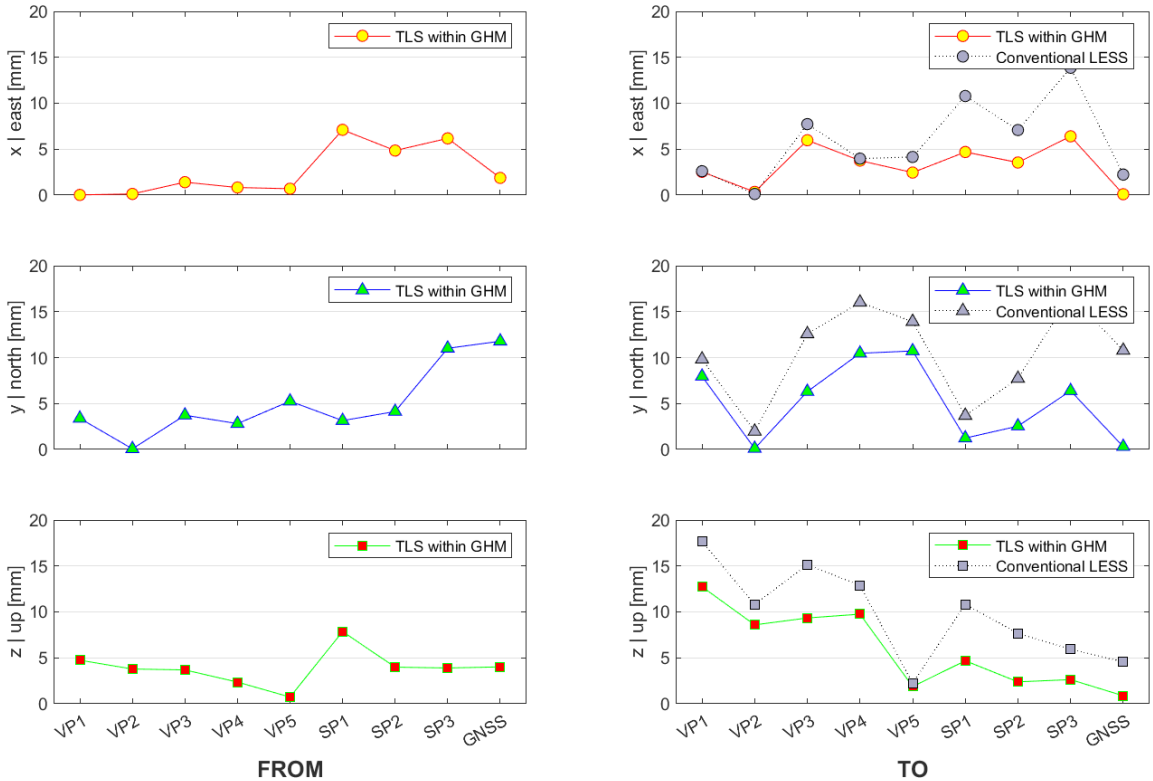 20
15
10
5
0
x | east [mm]
TLS within GHM
20
15
10
5
0
x | east [mm]
TLS within GHM
Conventional LESS
20
15
10
5
0
y | north [mm]
TLS within GHM
20
15
10
5
0
y | north [mm]
TLS within GHM
Conventional LESS
20
15
10
5
0
z | up [mm]
TLS within GHM
VP1 VP2 VP3 VP4 VP5 SP1 SP2 SP3 GNSS
FROM
20
15
10
5
0
z | up [mm]
TLS within GHM
Conventional LESS
VP1 VP2 VP3 VP4 VP5 SP1 SP2 SP3 GNSS
TO